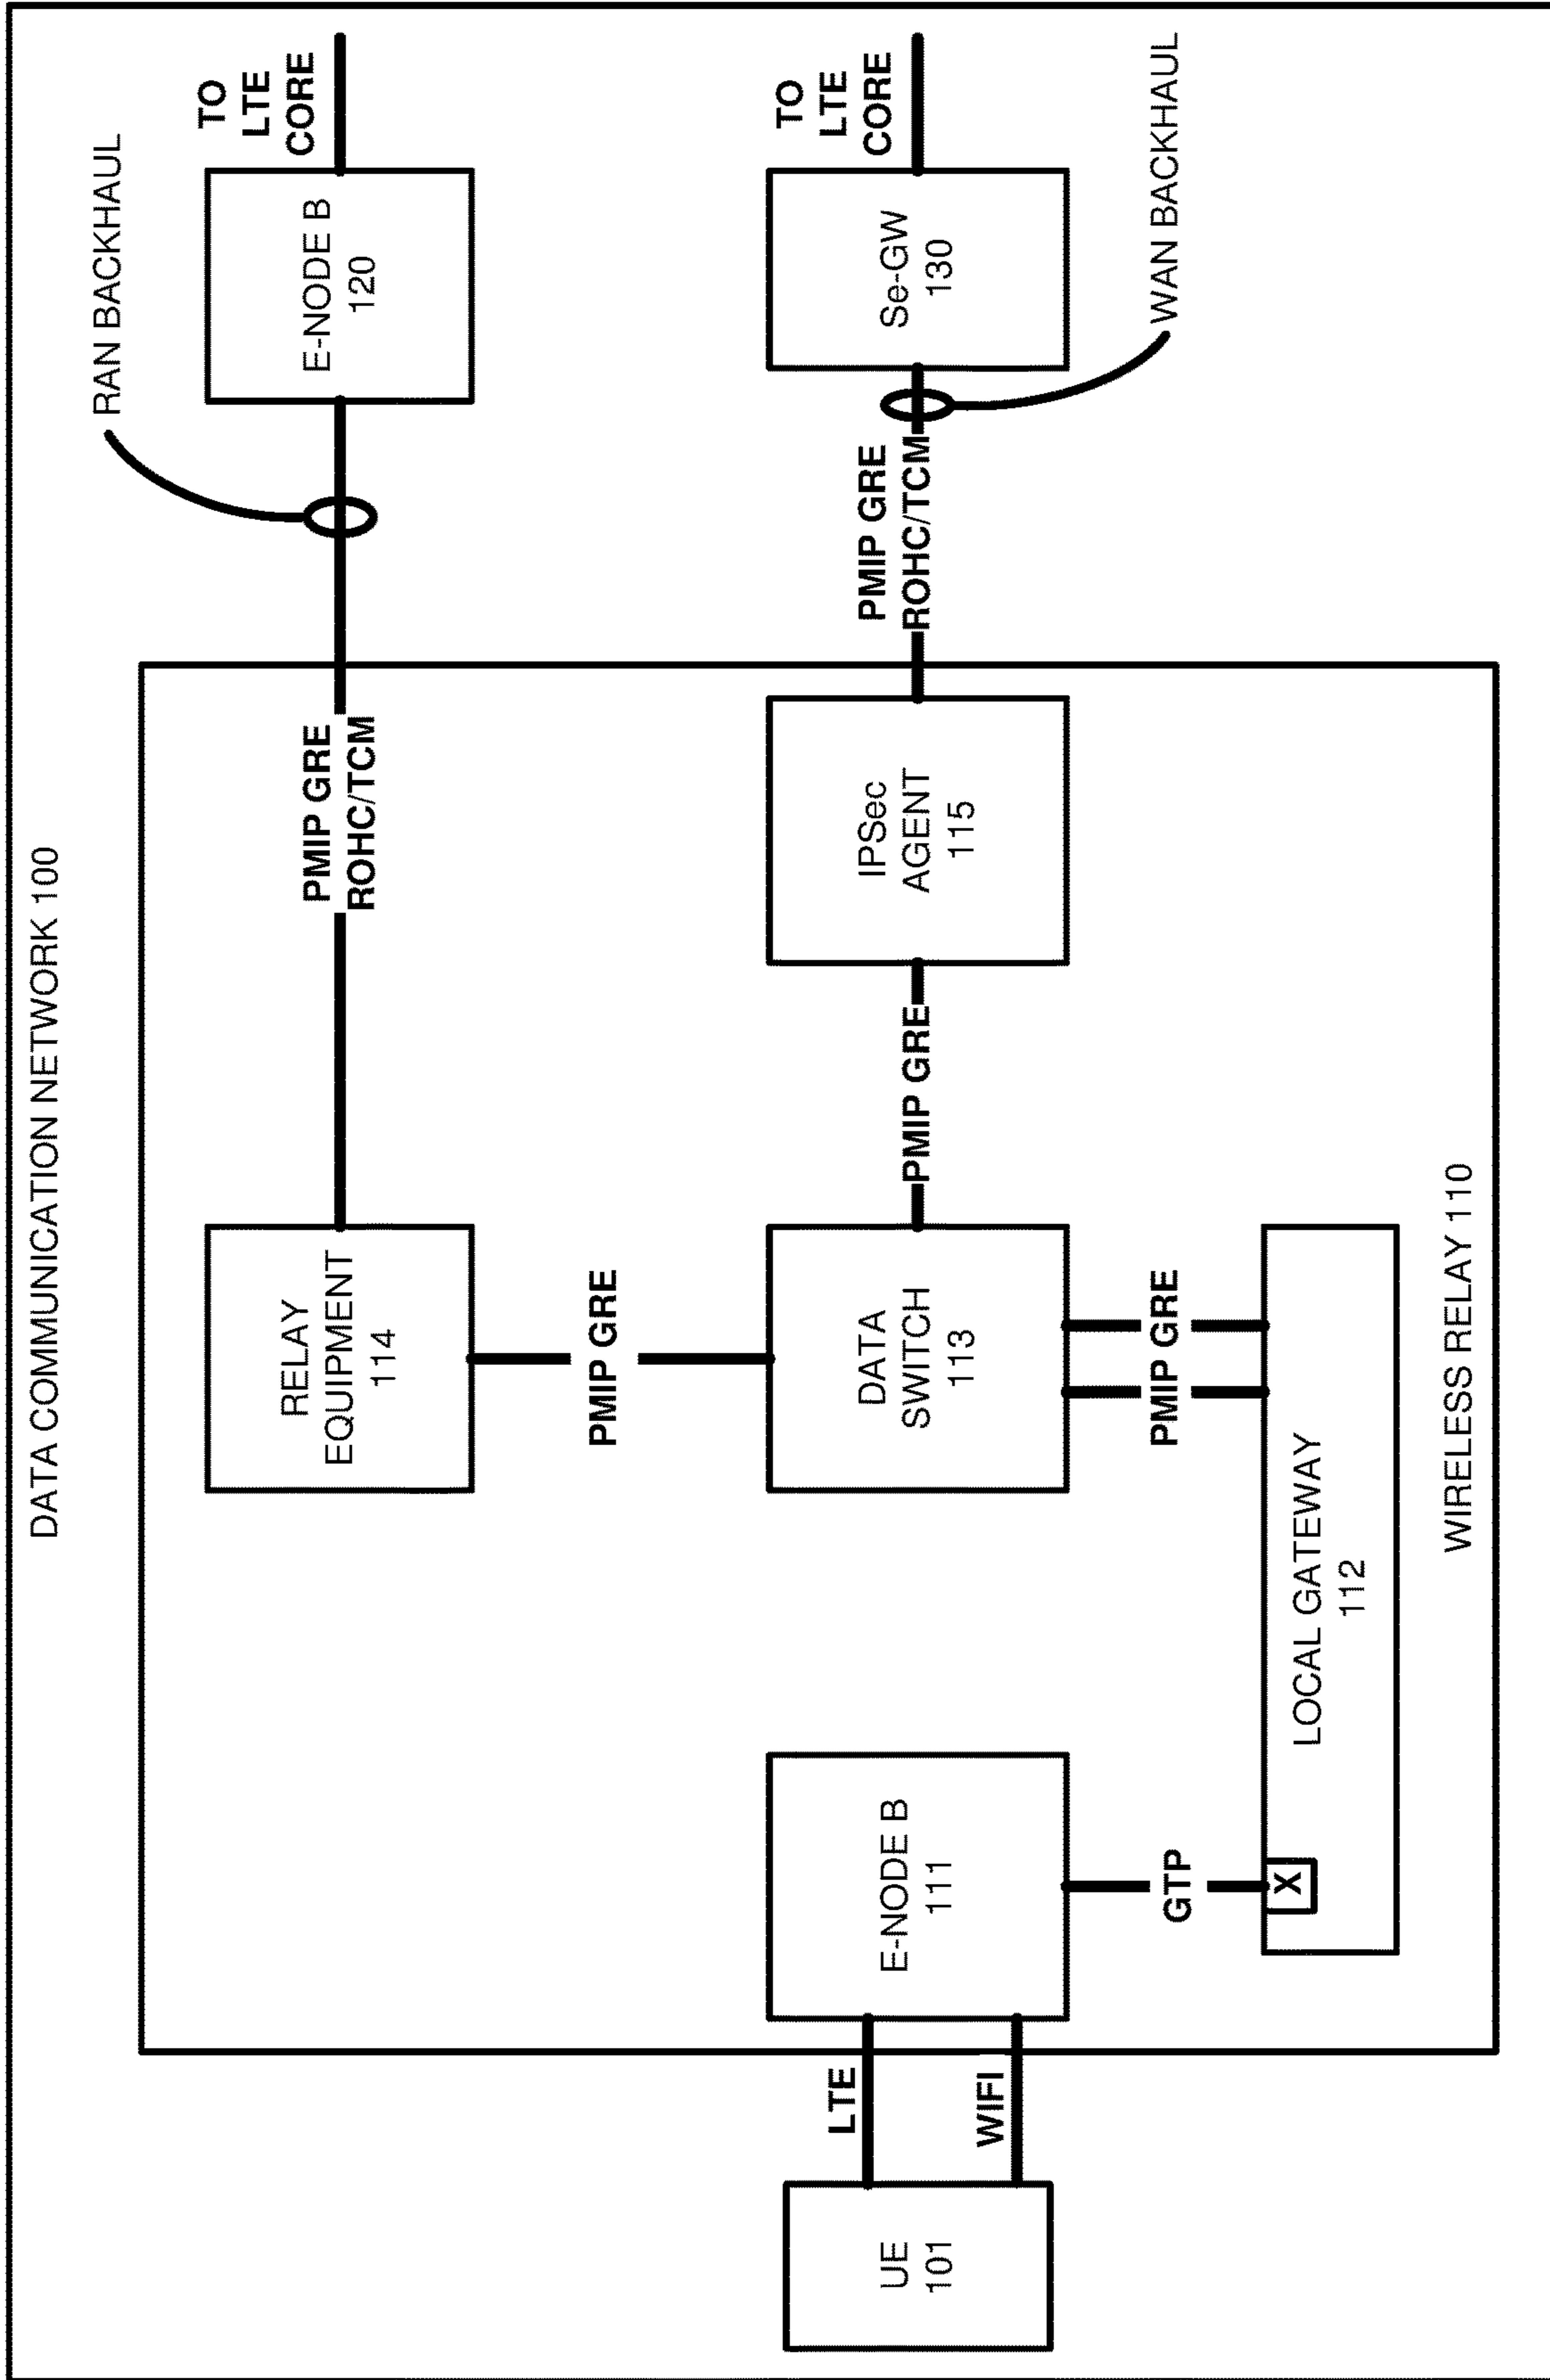 DATA COMMUNICATION NETWORK 100
RAN BACKHAUL
RELAY
EQUIPMENT
114
PMIP GRE
ROHC/TCM
E-NODE B
120
TO
LTE
CORE
PMIP GRE
UE
101
LTE
WIFI
E-NODE B
111
DATA
SWITCH
113
PMIP GRE
IPSec
AGENT
115
PMIP GRE
ROHC/TCM
Se-GW
130
TO
LTE
CORE
WAN BACKHAUL
GTP
PMIP GRE
X
LOCAL GATEWAY
112
WIRELESS RELAY 110